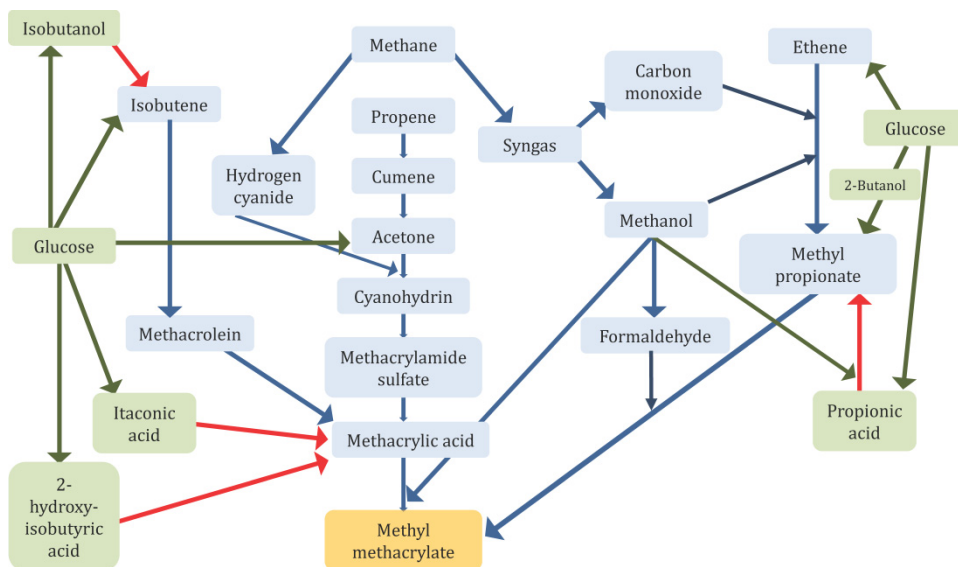 Isobutanol
Methane
Ethene
Carbon
monoxide
Isobutene
Propene
Glucose
Syngas
Hydrogen
cyanide
Cumene
2-Butanol
Methanol
Glucose
Acetone
Methyl
propionate
Cyanohydrin
Methacrolein
Formaldehyde
Methacrylamide
sulfate
Itaconic
acid
Propionic
acid
Methacrylic acid
2-
hydroxy-
isobutyric
acid
Methyl
methacrylate